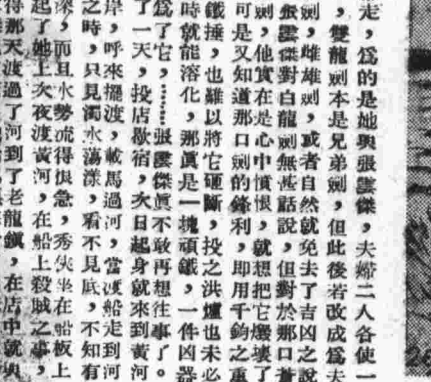 走，爲的是她與張雲傑，夫婦二人各使一
，雙龍劍本是兄弟劍，但此後若改成爲夫
劍，雌雄劍，或者自然就免去了吉凶之說
張雲傑對白龍劍無甚話說，但對於那口蒼
劍，他實在是心中憤恨，就想把它燬壞了
可是又知道那口劍的鋒利，即用千鈞之重
鐵捶，也難以將它砸斷，投之洪爐也未必
時就能溶化，那眞是一塊頑鐵，一件凶器
了它，……張雲傑眞不敢再想往事了。
了一天，投店歇宿，次日起身就來到黃河
岸，呼來擺渡，載馬過河，當渡船走到河
之時，只見濁水蕩漾，看不見底，不知有
深，而且水勢流得很急，秀俠坐在船板上
起了她上次夜渡黃河，在船上殺賊之事，
得那天渡過了河到了老龍鎮，在店中就
26